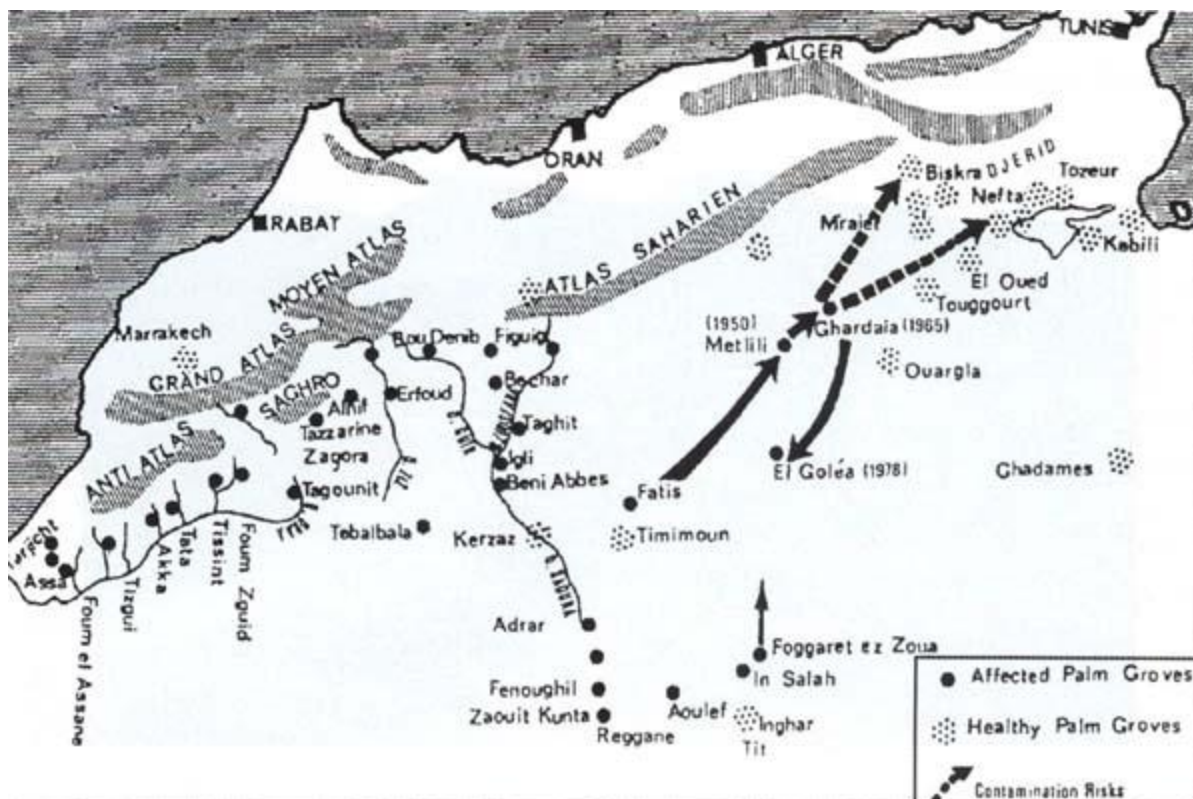 TUNIS
ALGER
ORAN
Biskra
DJERID
Tozeur
Nefta
RABAT
MOYEN ATLAS
ATLAS SAHARIEN
Kebili
El Oued
Touggourt
(1950)
Metlili
Ghardaia (1965)
Marrakech
Bou Denib
Figuig
GRAND ATLAS
Ouargla
SAGHRO
Alnif
Erfoud
Bechar
Tazzarine
Taghit
ANTI ATLAS
Zagora
Igli
El Goléa (1978)
Ghadames
Tagounit
Beni Abbes
Fatis
Tebalbala
Kerzaz
Timimoun
Assa
Foum el Assane
Tizgui
Akka
Tata
Tissint
Foum Zguid
Adrar
Foggaret ez Zoua
In Salah
Fenoughil
Zaouit Kunta
Aoulef
Reggane
Inghar
Tit
Affected Palm Groves
Healthy Palm Groves
Contamination Risks